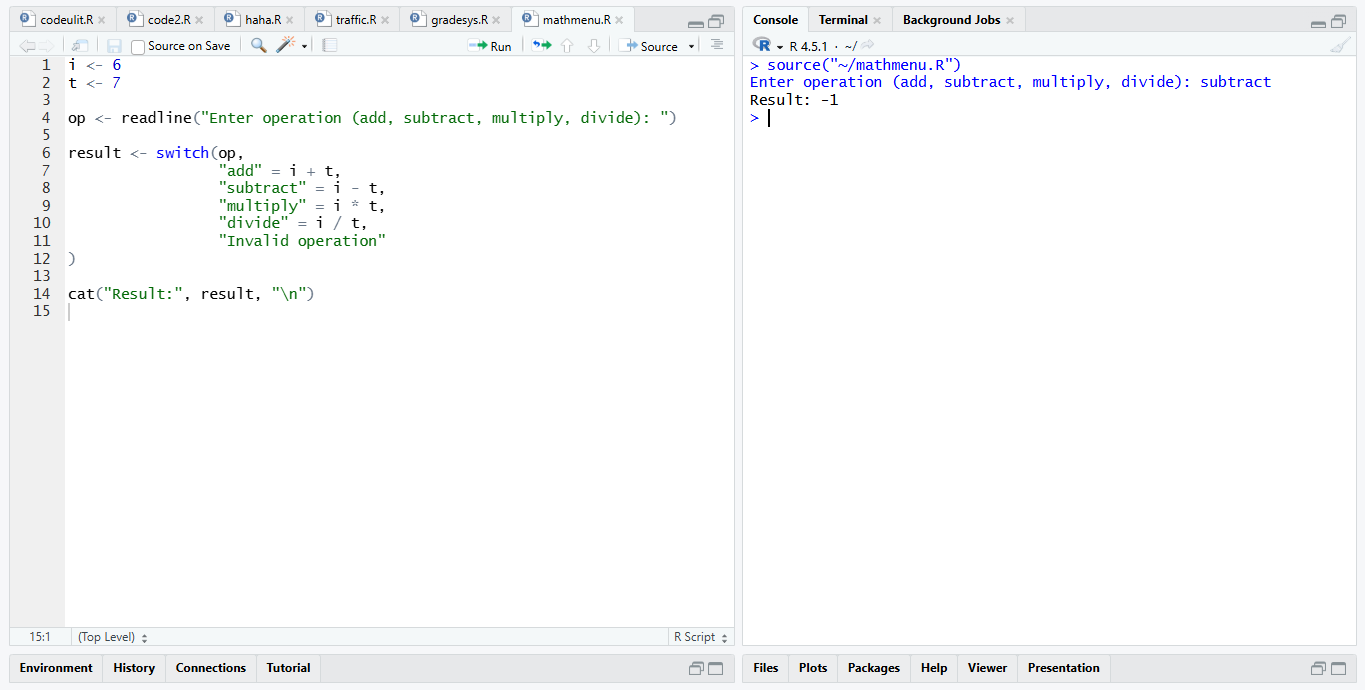 codeulit.R code2.R haha.R traffic.R gradesys.R mathmenu.R
Source on Save Run Source
1 i <- 6
2 t <- 7
3
4 op <- readline("Enter operation (add, subtract, multiply, divide): ")
5
6 result <- switch(op,
7 "add" = i + t,
8 "subtract" = i - t,
9 "multiply" = i * t,
10 "divide" = i / t,
11 "Invalid operation"
12 )
13
14 cat("Result:", result, "\n")
15
15:1 (Top Level) R Script
Environment History Connections Tutorial
Console Terminal Background Jobs
R R 4.5.1 · ~/
> source("~/mathmenu.R")
Enter operation (add, subtract, multiply, divide): subtract
Result: -1
>
Files Plots Packages Help Viewer Presentation